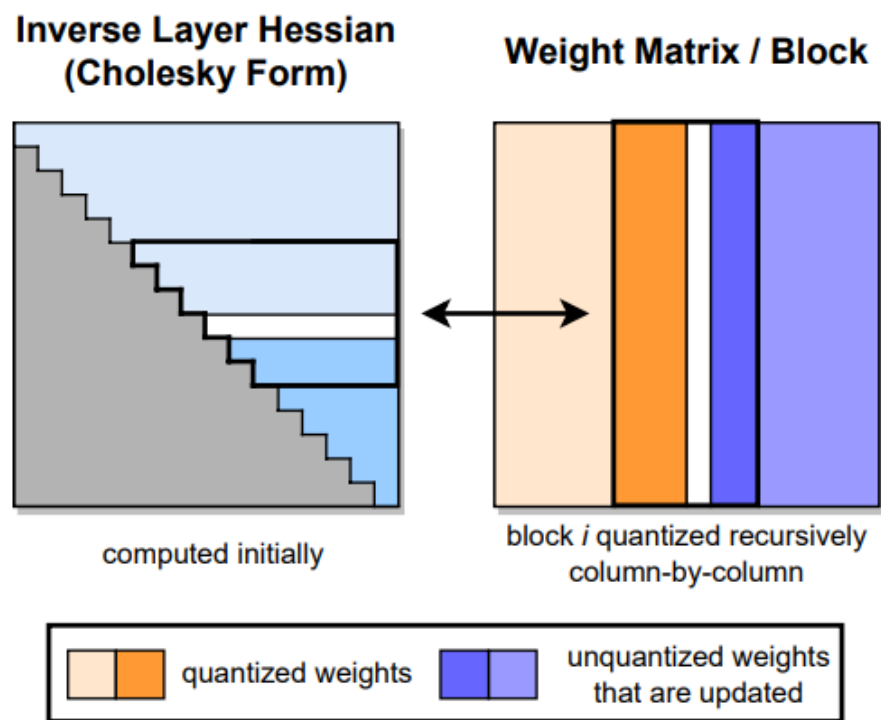 Inverse Layer Hessian
(Cholesky Form)
Weight Matrix / Block
computed initially
block i quantized recursively
column-by-column
quantized weights
unquantized weights
that are updated